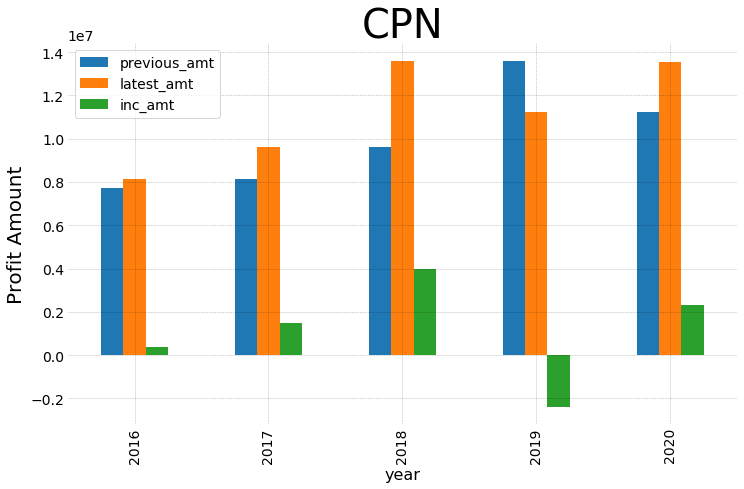 CPN
1e7
previous_amt
latest_amt
inc_amt
1.4
1.2
1.0
0.8
0.6
0.4
0.2
0.0
−0.2
Profit Amount
2016
2017
2018
2019
2020
year